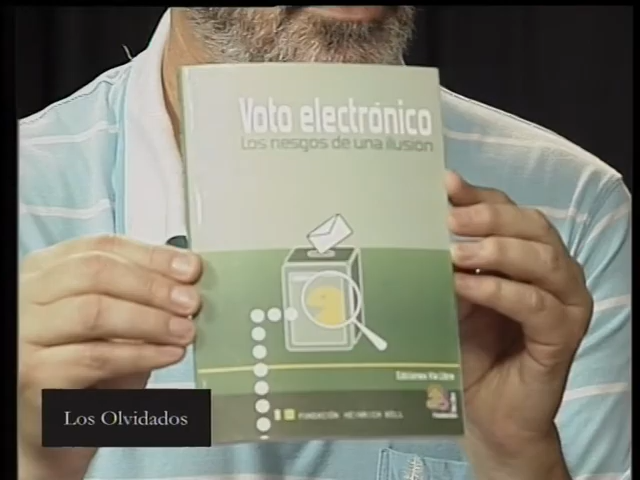 Voto electrónico
Los riesgos de una ilusión
Ediciones Vía Libre
FUNDACIÓN HEINRICH BÖLL
Los Olvidados